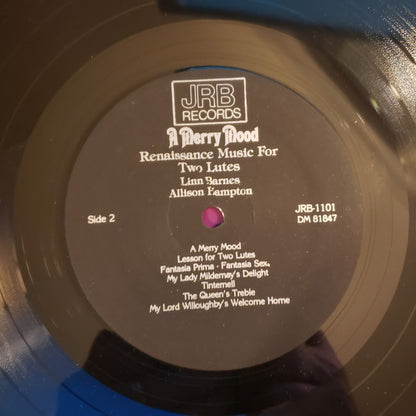 JRB
RECORDS
A Merry Mood
Renaissance Music For
Two Lutes
Linn Barnes
Allison Hampton
Side 2
JRB-1101
DM 81847
A Merry Mood
Lesson for Two Lutes
Fantasia Prima - Fantasia Sex.
My Lady Mildemay's Delight
Tinternell
The Queen's Treble
My Lord Willoughby's Welcome Home